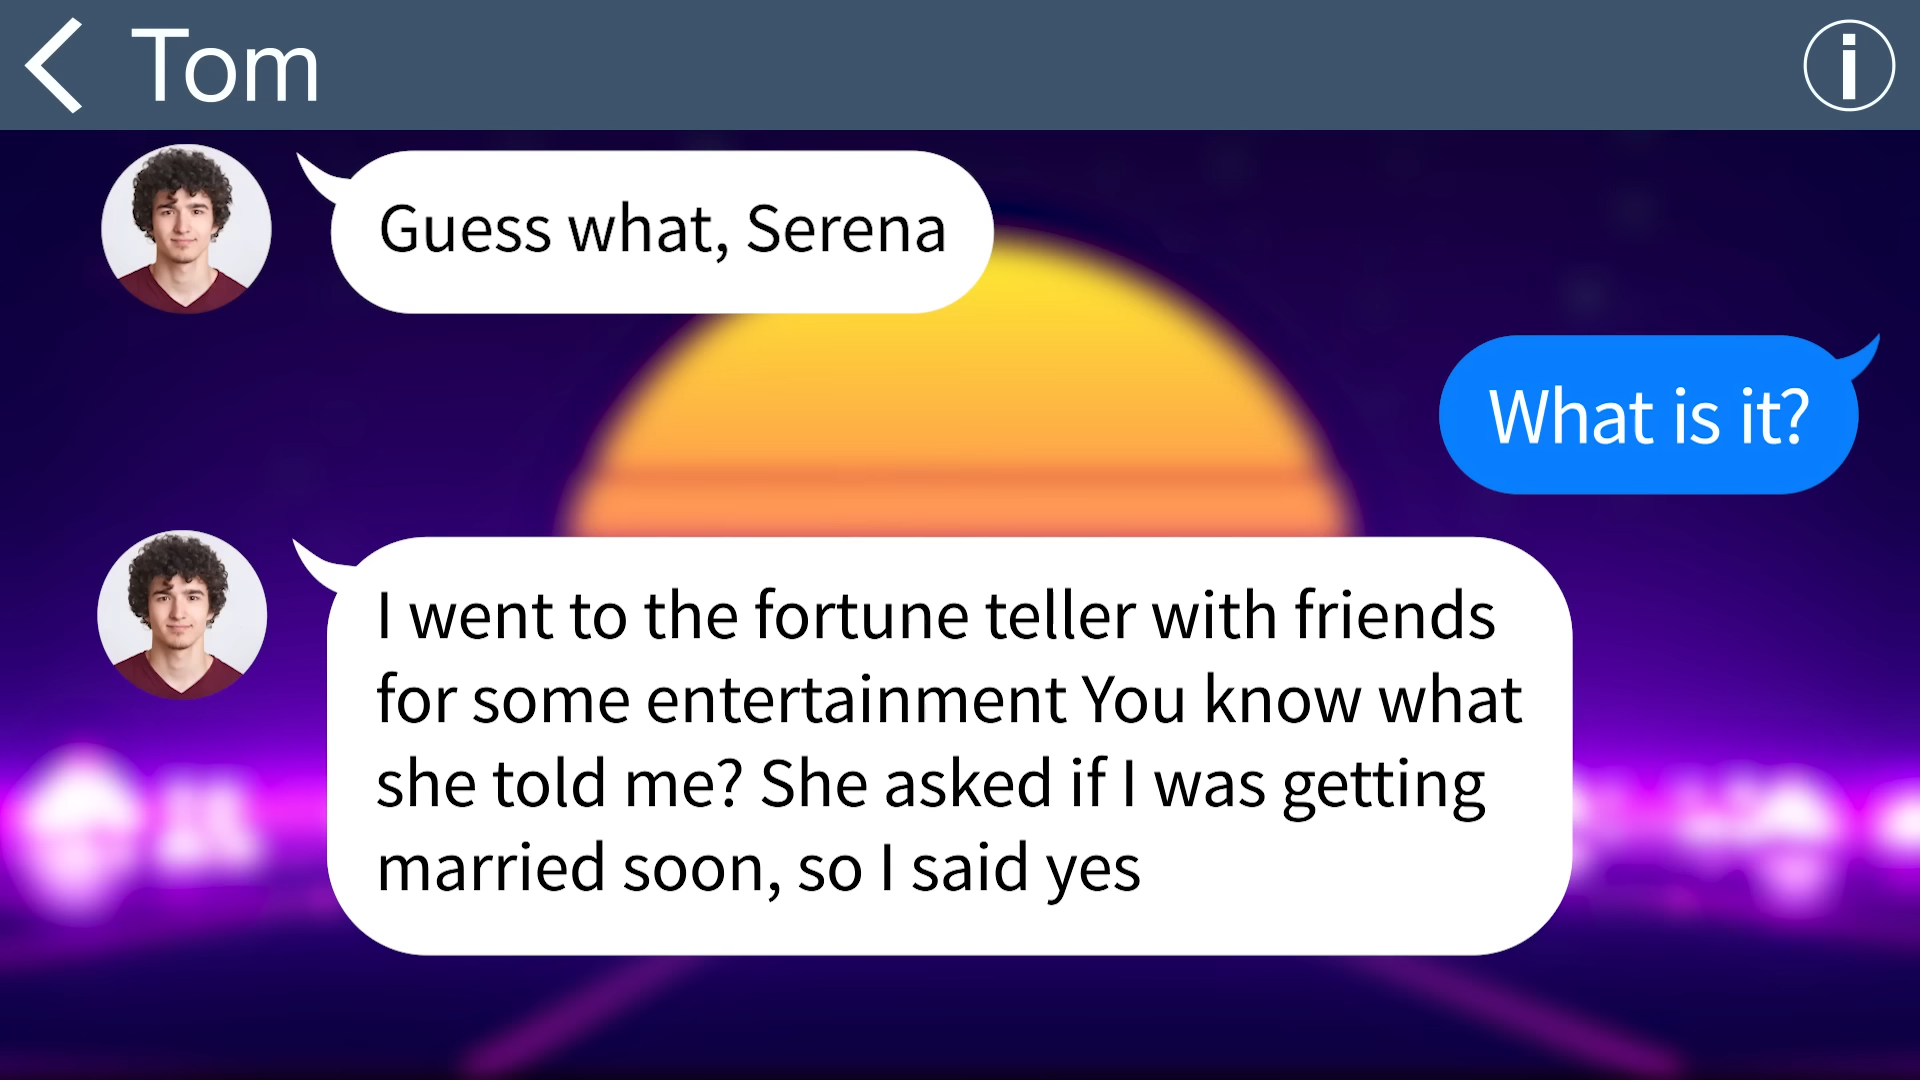 Tom
Guess what, Serena
What is it?
I went to the fortune teller with friends
for some entertainment You know what
she told me? She asked if I was getting
married soon, so I said yes